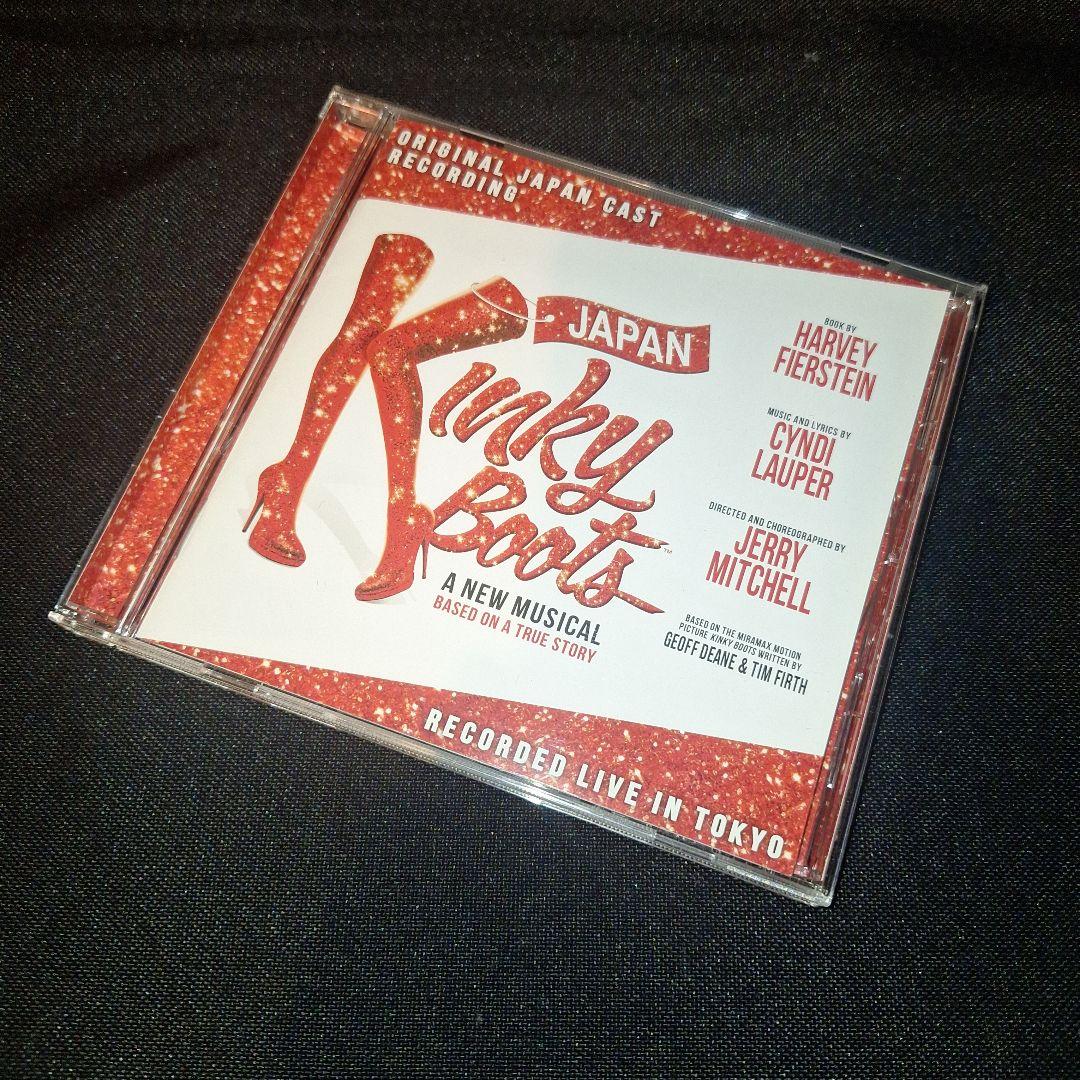 ORIGINAL JAPAN CAST
RECORDING
JAPAN
Kinky
Boots™
A NEW MUSICAL
BASED ON A TRUE STORY
BOOK BY
HARVEY
FIERSTEIN
MUSIC AND LYRICS BY
CYNDI
LAUPER
DIRECTED AND CHOREOGRAPHED BY
JERRY
MITCHELL
BASED ON THE MIRAMAX MOTION
PICTURE KINKY BOOTS WRITTEN BY
GEOFF DEANE & TIM FIRTH
RECORDED LIVE IN TOKYO